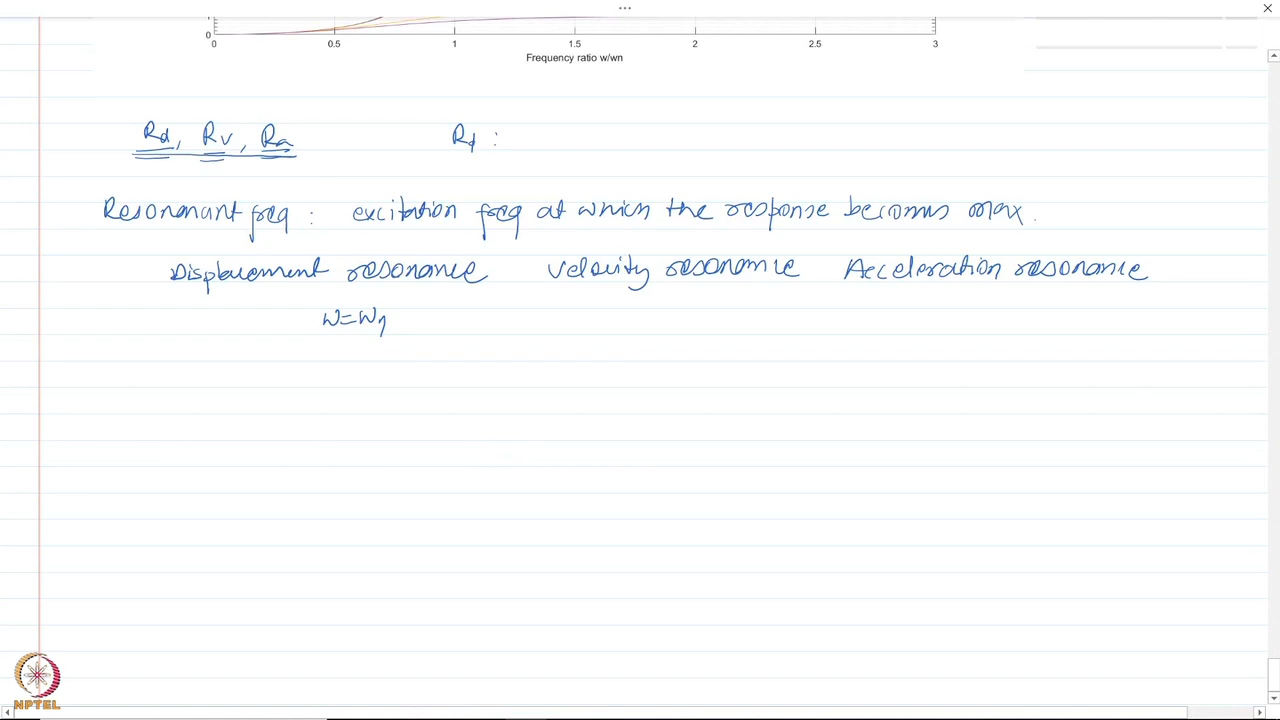 0
0 0.5 1 1.5 2 2.5 3
Frequency ratio w/wn
Rd, Rv, Ra Rd :
Resonant freq : excitation freq at which the response becomes max.
Displacement resonance Velocity resonance Acceleration resonance
w=wn
NPTEL